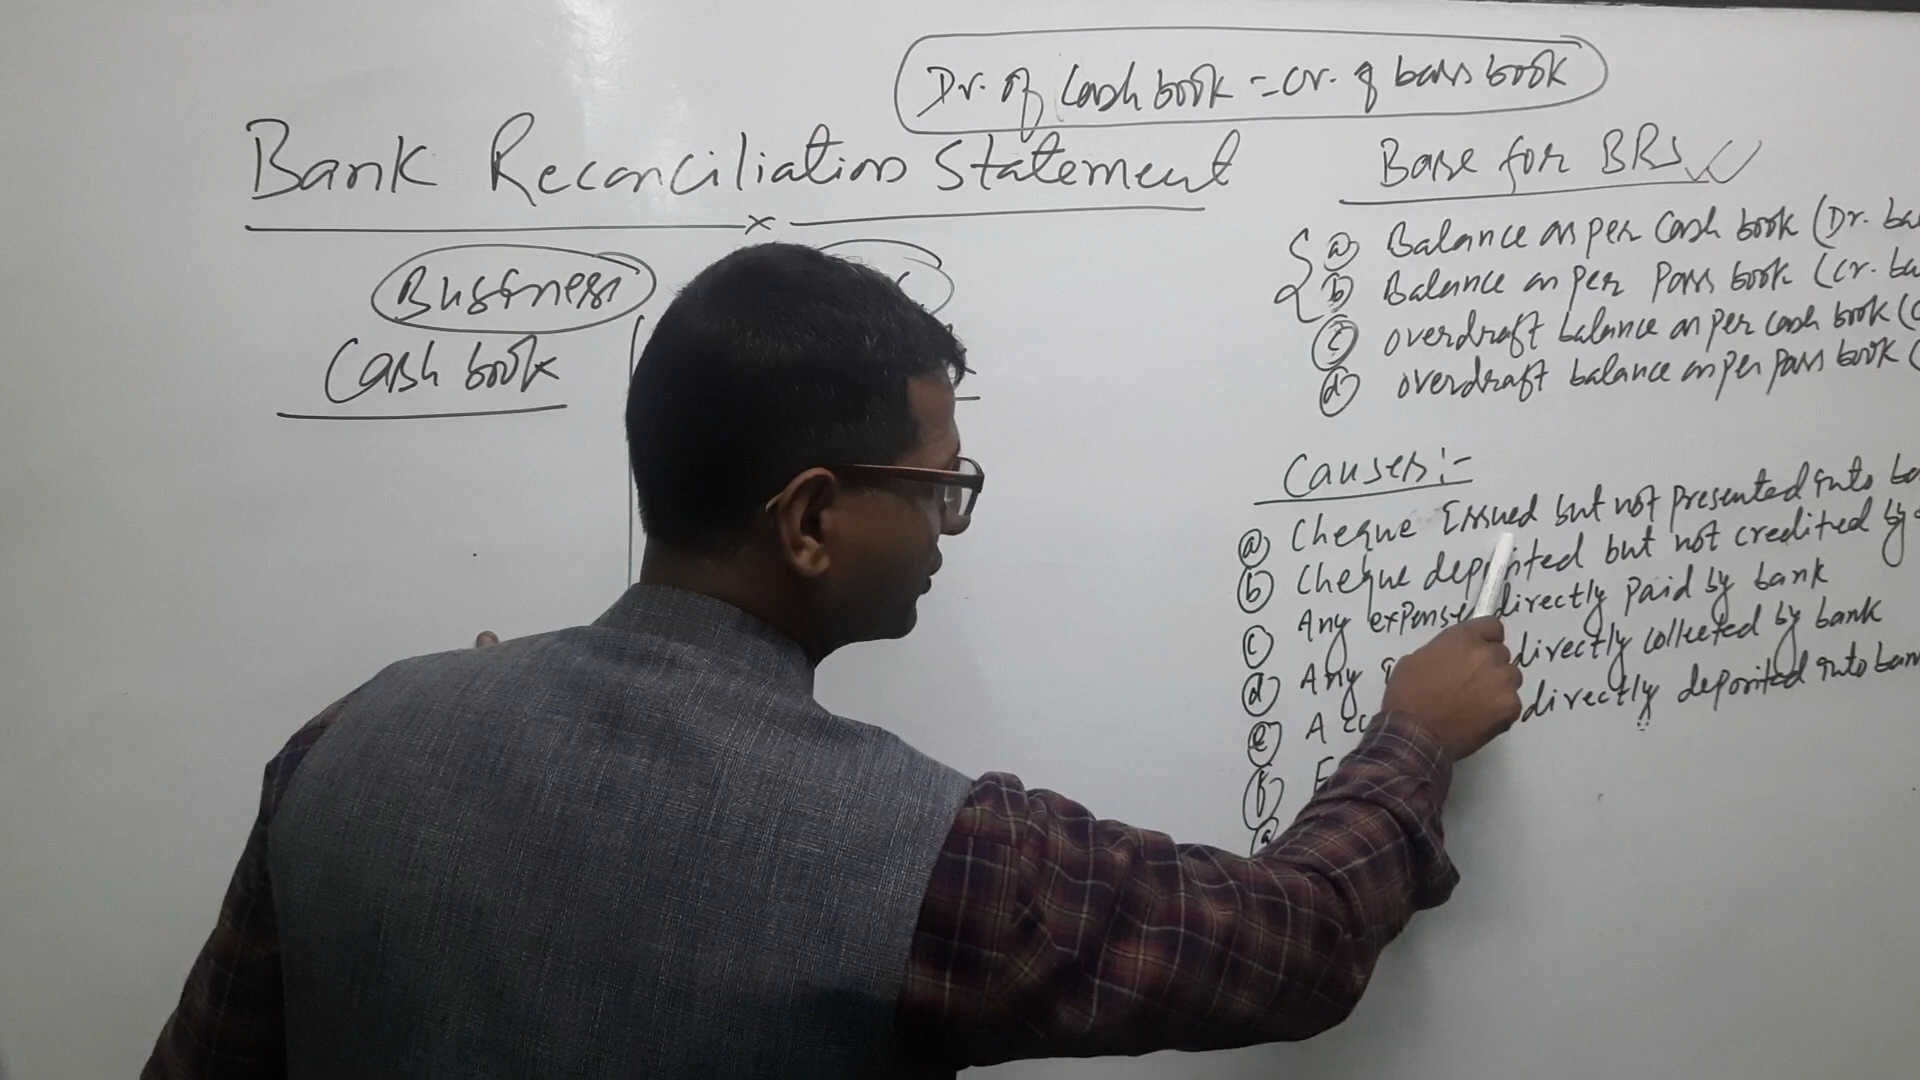 Dr. of Cash book = Cr. of pass book
Bank Reconciliation Statement
Business
Cash book
Base for BRS
a Balance as per Cash book (Dr.
b Balance as per Pass book (Cr.
c overdraft balance as per cash book (
d overdraft balance as per pass book (
Causes:-
a Cheque Issued but not presented into
b Cheque deposited but not credited by
c Any expense directly paid by bank
d Any directly collected by bank
e A directly deposited into
f